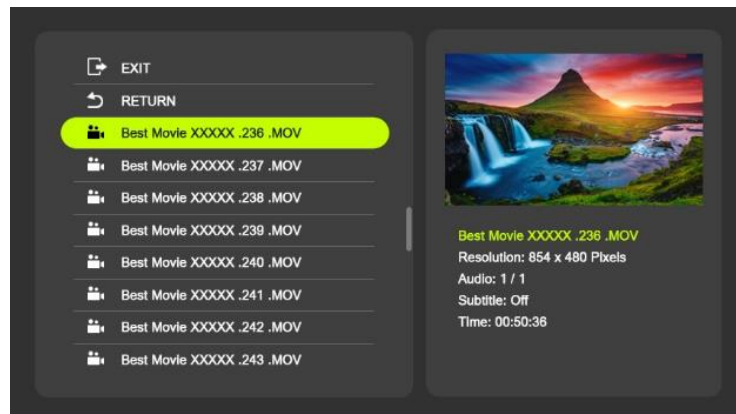 EXIT
RETURN
Best Movie XXXXX .236 .MOV
Best Movie XXXXX .237 .MOV
Best Movie XXXXX .238 .MOV
Best Movie XXXXX .239 .MOV
Best Movie XXXXX .240 .MOV
Best Movie XXXXX .241 .MOV
Best Movie XXXXX .242 .MOV
Best Movie XXXXX .243 .MOV
Best Movie XXXXX .236 .MOV
Resolution: 854 x 480 Pixels
Audio: 1 / 1
Subtitle: Off
Time: 00:50:36